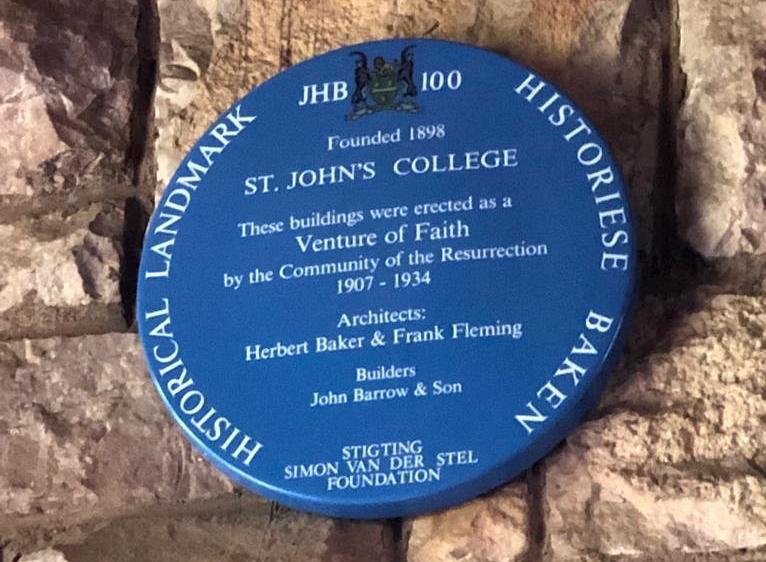 JHB 100
Founded 1898
ST. JOHN'S COLLEGE
These buildings were erected as a
Venture of Faith
by the Community of the Resurrection
1907 - 1934
Architects:
Herbert Baker & Frank Fleming
Builders
John Barrow & Son
STIGTING
SIMON VAN DER STEL
FOUNDATION
HISTORICAL LANDMARK
HISTORIESE BAKEN